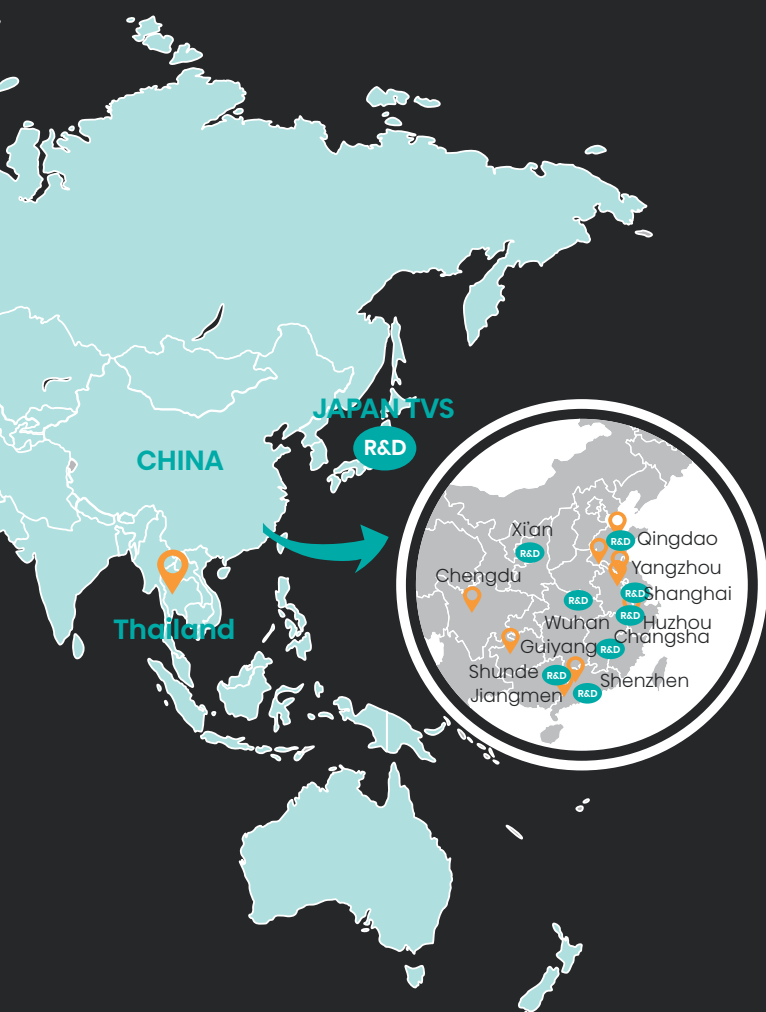 JAPAN TVS
R&D
CHINA
Thailand
Xi'an
R&D
R&D
Qingdao
Yangzhou
Chengdu
R&D
Shanghai
R&D
R&D
Huzhou
Wuhan
Changsha
Guiyang
R&D
Shunde
R&D
Shenzhen
Jiangmen
R&D